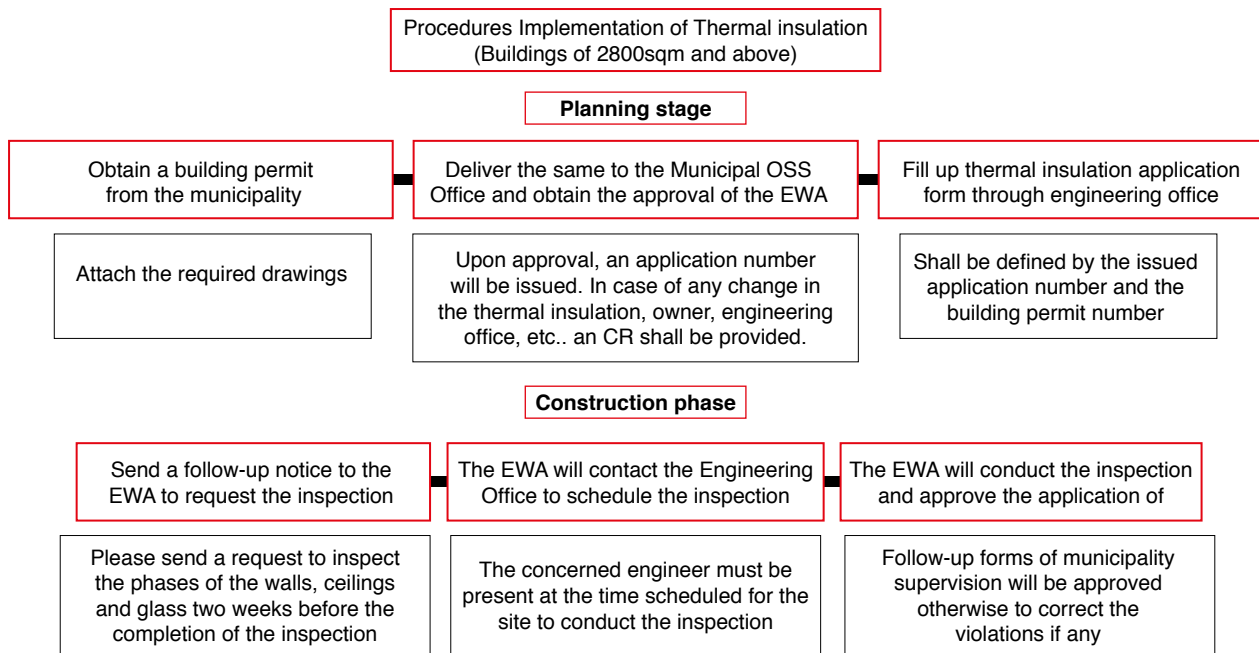 Procedures Implementation of Thermal insulation
(Buildings of 2800sqm and above)
Planning stage
Obtain a building permit
from the municipality
Deliver the same to the Municipal OSS
Office and obtain the approval of the EWA
Fill up thermal insulation application
form through engineering office
Attach the required drawings
Upon approval, an application number
will be issued. In case of any change in
the thermal insulation, owner, engineering
office, etc.. an CR shall be provided.
Shall be defined by the issued
application number and the
building permit number
Construction phase
Send a follow-up notice to the
EWA to request the inspection
The EWA will contact the Engineering
Office to schedule the inspection
The EWA will conduct the inspection
and approve the application of
Please send a request to inspect
the phases of the walls, ceilings
and glass two weeks before the
completion of the inspection
The concerned engineer must be
present at the time scheduled for the
site to conduct the inspection
Follow-up forms of municipality
supervision will be approved
otherwise to correct the
violations if any